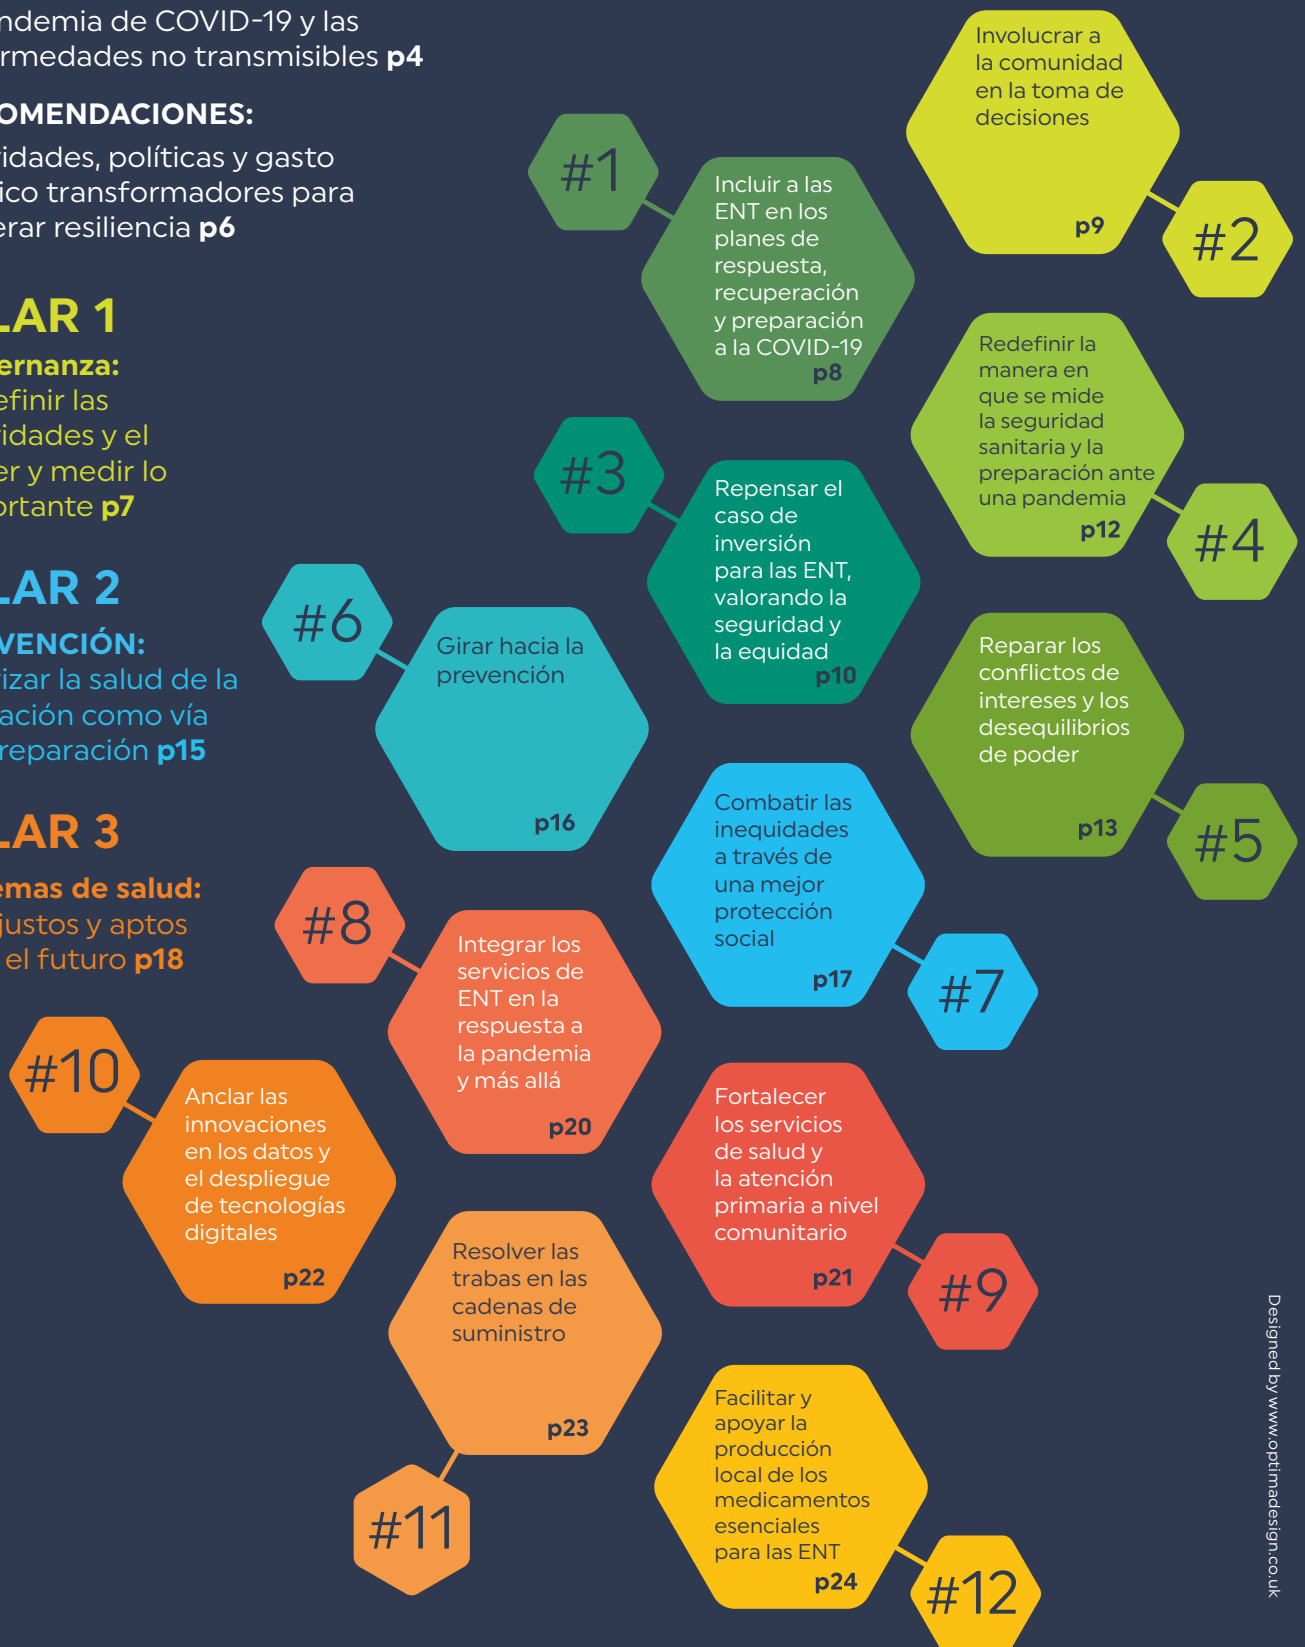 ndemia de COVID-19 y las
rmedades no transmisibles p4
OMENDACIONES:
idades, políticas y gasto
ico transformadores para
erar resiliencia p6
LAR 1
ernanza:
efinir las
idades y el
er y medir lo
ortante p7
LAR 2
VENCIÓN:
izar la salud de la
ación como vía
reparación p15
LAR 3
emas de salud:
justos y aptos
el futuro p18
#1
Incluir a las
ENT en los
planes de
respuesta,
recuperación
y preparación
a la COVID-19
p8
Involucrar a
la comunidad
en la toma de
decisiones
p9
#2
#3
Repensar el
caso de
inversión
para las ENT,
valorando la
seguridad y
la equidad
p10
Redefinir la
manera en
que se mide
la seguridad
sanitaria y la
preparación ante
una pandemia
p12
#4
Reparar los
conflictos de
intereses y los
desequilibrios
de poder
p13
#5
#6
Girar hacia la
prevención
p16
Combatir las
inequidades
a través de
una mejor
protección
social
p17
#7
#8
Integrar los
servicios de
ENT en la
respuesta a
la pandemia
y más allá
p20
Fortalecer
los servicios
de salud y
la atención
primaria a nivel
comunitario
p21
#9
#10
Anclar las
innovaciones
en los datos y
el despliegue
de tecnologías
digitales
p22
Resolver las
trabas en las
cadenas de
suministro
p23
#11
Facilitar y
apoyar la
producción
local de los
medicamentos
esenciales
para las ENT
p24
#12
Designed by www.optimadesign.co.uk